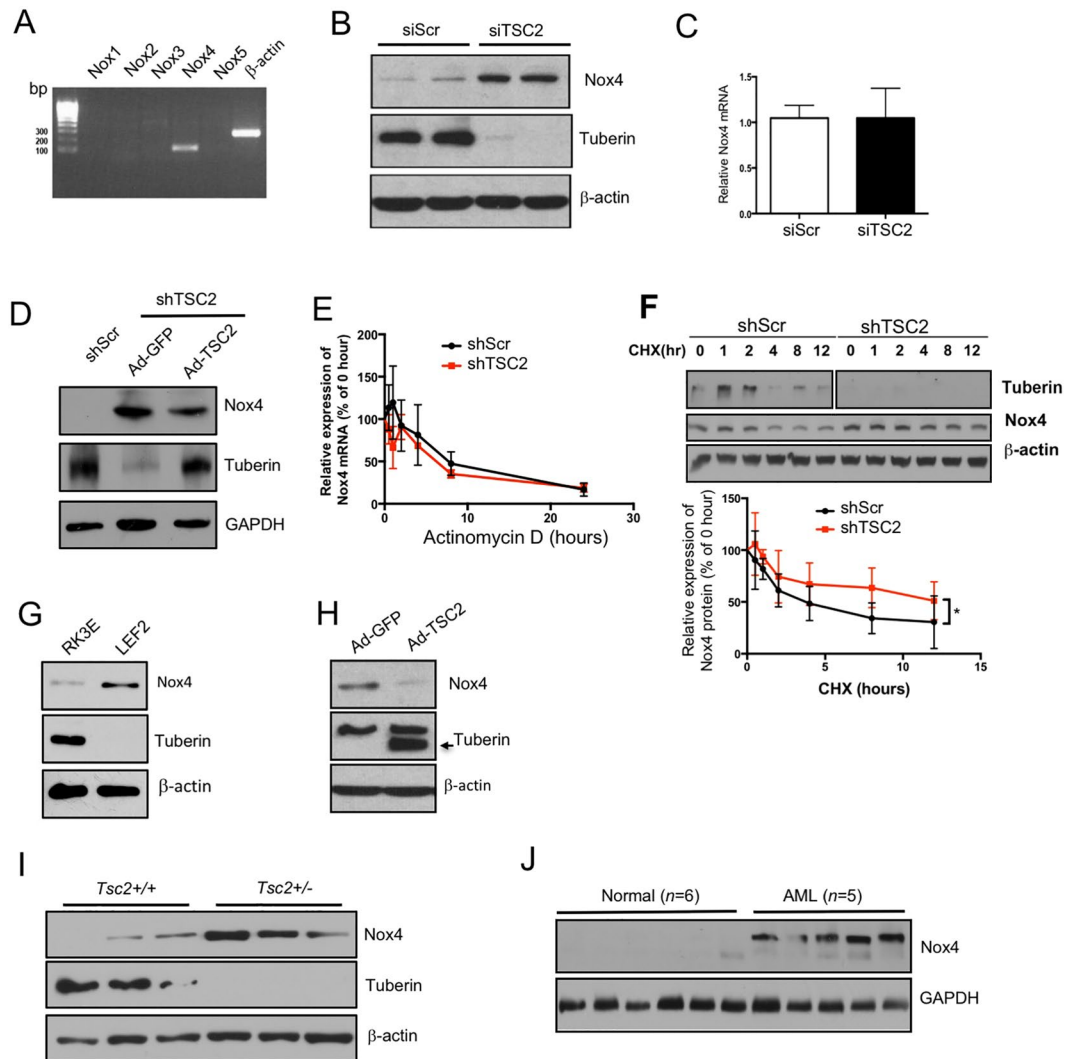 A
Nox1 Nox2 Nox3 Nox4 Nox5 β-actin
bp
300
200
100
B
siScr siTSC2
Nox4
Tuberin
β-actin
C
Relative Nox4 mRNA
1.5
1.0
0.5
0.0
siScr siTSC2
D
shTSC2
shScr Ad-GFP Ad-TSC2
Nox4
Tuberin
GAPDH
E
Relative expression of
Nox4 mRNA (% of 0 hour)
200
150
100
50
0
shScr
shTSC2
0 10 20 30
Actinomycin D (hours)
F
shScr shTSC2
CHX(hr) 0 1 2 4 8 12 0 1 2 4 8 12
Tuberin
Nox4
β-actin
Relative expression of
Nox4 protein (% of 0 hour)
150
100
50
0
shScr
shTSC2
*
0 5 10 15
CHX (hours)
G
RK3E LEF2
Nox4
Tuberin
β-actin
H
Ad-GFP Ad-TSC2
Nox4
Tuberin
β-actin
I
Tsc2+/+ Tsc2+/-
Nox4
Tuberin
β-actin
J
Normal (n=6) AML (n=5)
Nox4
GAPDH